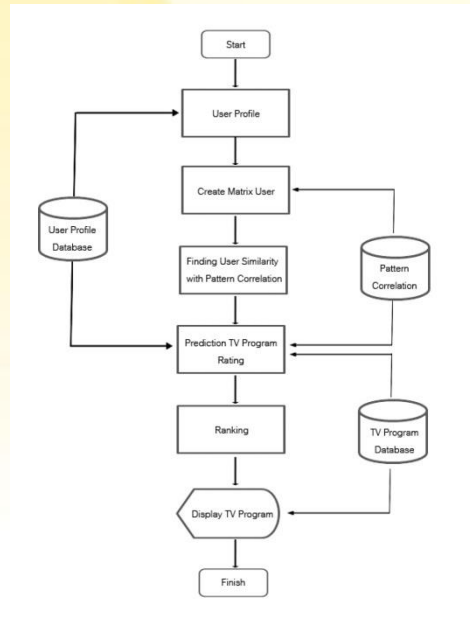 Start
User Profile
Create Matrix User
User Profile
Database
Finding User Similarity
with Pattern Correlation
Pattern
Correlation
Prediction TV Program
Rating
Ranking
TV Program
Database
Display TV Program
Finish